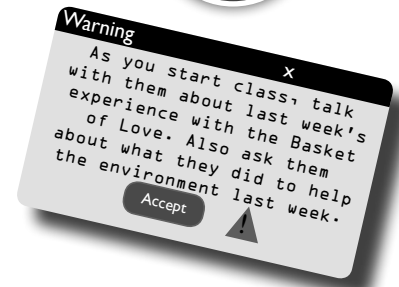 Warning
x
As you start class, talk
with them about last week's
experience with the Basket
of Love. Also ask them
about what they did to help
the environment last week.
Accept
!